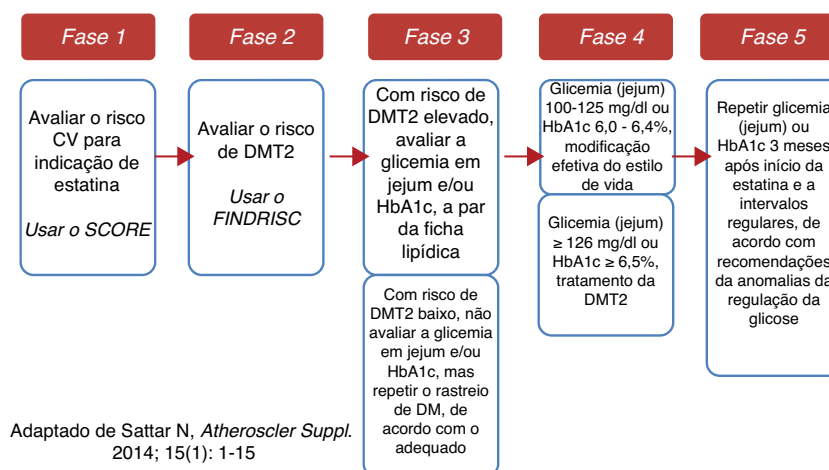 Fase 1
Fase 2
Fase 3
Fase 4
Fase 5
Avaliar o risco
CV para
indicação de
estatina
Usar o SCORE
Avaliar o risco
de DMT2
Usar o
FINDRISC
Com risco de
DMT2 elevado,
avaliar a
glicemia em
jejum e/ou
HbA1c, a par
da ficha
lipídica
Com risco de
DMT2 baixo, não
avaliar a glicemia
em jejum e/ou
HbA1c, mas
repetir o rastreio
de DM, de
acordo com o
adequado
Glicemia (jejum)
100-125 mg/dl ou
HbA1c 6,0 - 6,4%,
modificação
efetiva do estilo
de vida
Glicemia (jejum)
≥ 126 mg/dl ou
HbA1c ≥ 6,5%,
tratamento da
DMT2
Repetir glicemia
(jejum) ou
HbA1c 3 meses
após início da
estatina e a
intervalos
regulares, de
acordo com
recomendações
da anomalias da
regulação da
glicose
Adaptado de Sattar N, Atheroscler Suppl.
2014; 15(1): 1-15